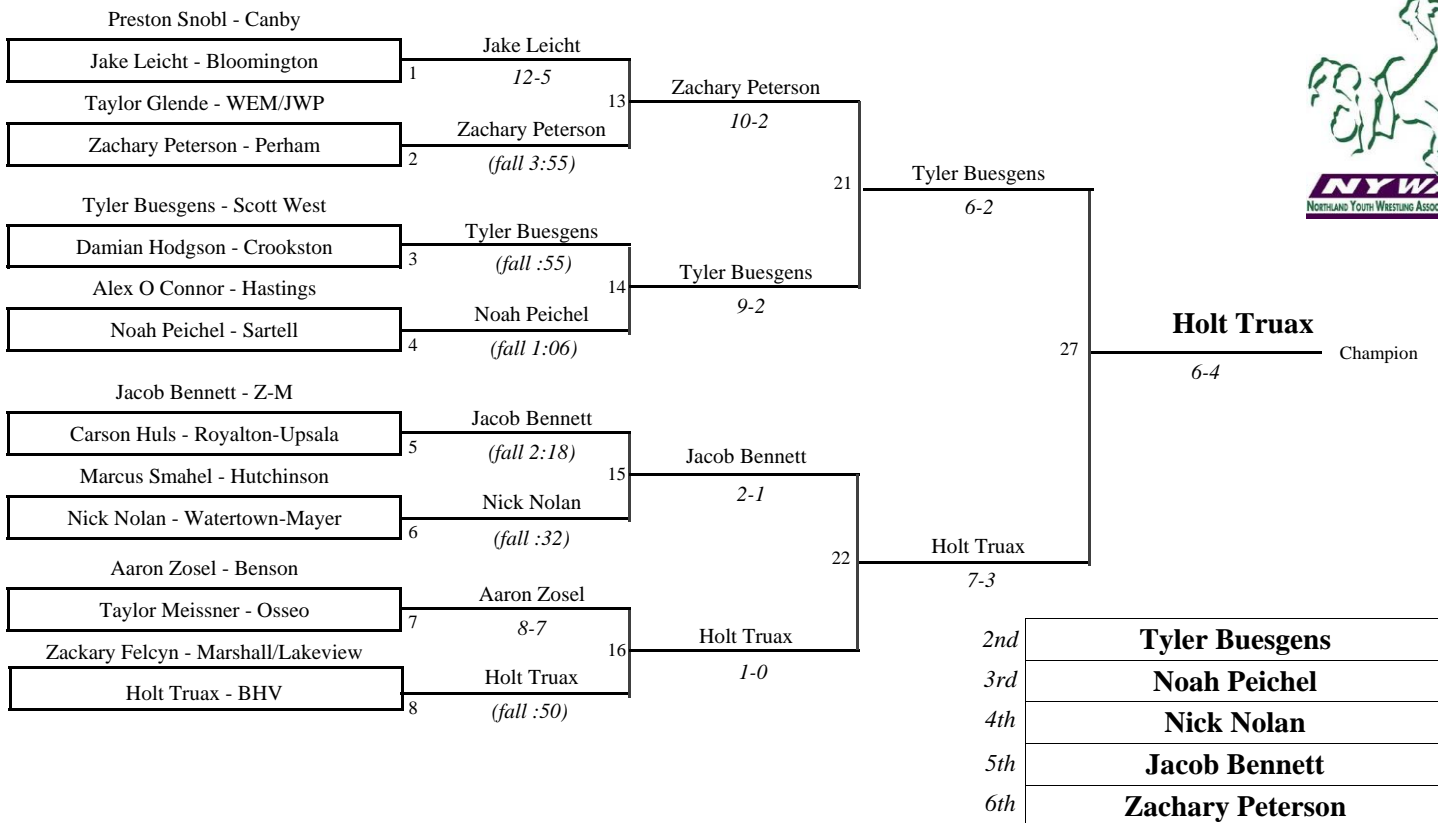 Preston Snobl - Canby
Jake Leicht - Bloomington
1
Jake Leicht
12-5
Taylor Glende - WEM/JWP
Zachary Peterson - Perham
2
Zachary Peterson
(fall 3:55)
13
Zachary Peterson
10-2
Tyler Buesgens - Scott West
Damian Hodgson - Crookston
3
Tyler Buesgens
(fall :55)
Alex O Connor - Hastings
Noah Peichel - Sartell
4
Noah Peichel
(fall 1:06)
14
Tyler Buesgens
9-2
21
Tyler Buesgens
6-2
Jacob Bennett - Z-M
Carson Huls - Royalton-Upsala
5
Jacob Bennett
(fall 2:18)
Marcus Smahel - Hutchinson
Nick Nolan - Watertown-Mayer
6
Nick Nolan
(fall :32)
15
Jacob Bennett
2-1
Aaron Zosel - Benson
Taylor Meissner - Osseo
7
Aaron Zosel
8-7
Zackary Felcyn - Marshall/Lakeview
Holt Truax - BHV
8
Holt Truax
(fall :50)
16
Holt Truax
1-0
22
Holt Truax
7-3
27
Holt Truax
6-4
Champion
2nd Tyler Buesgens
3rd Noah Peichel
4th Nick Nolan
5th Jacob Bennett
6th Zachary Peterson
NYW
NORTHLAND YOUTH WRESTLING